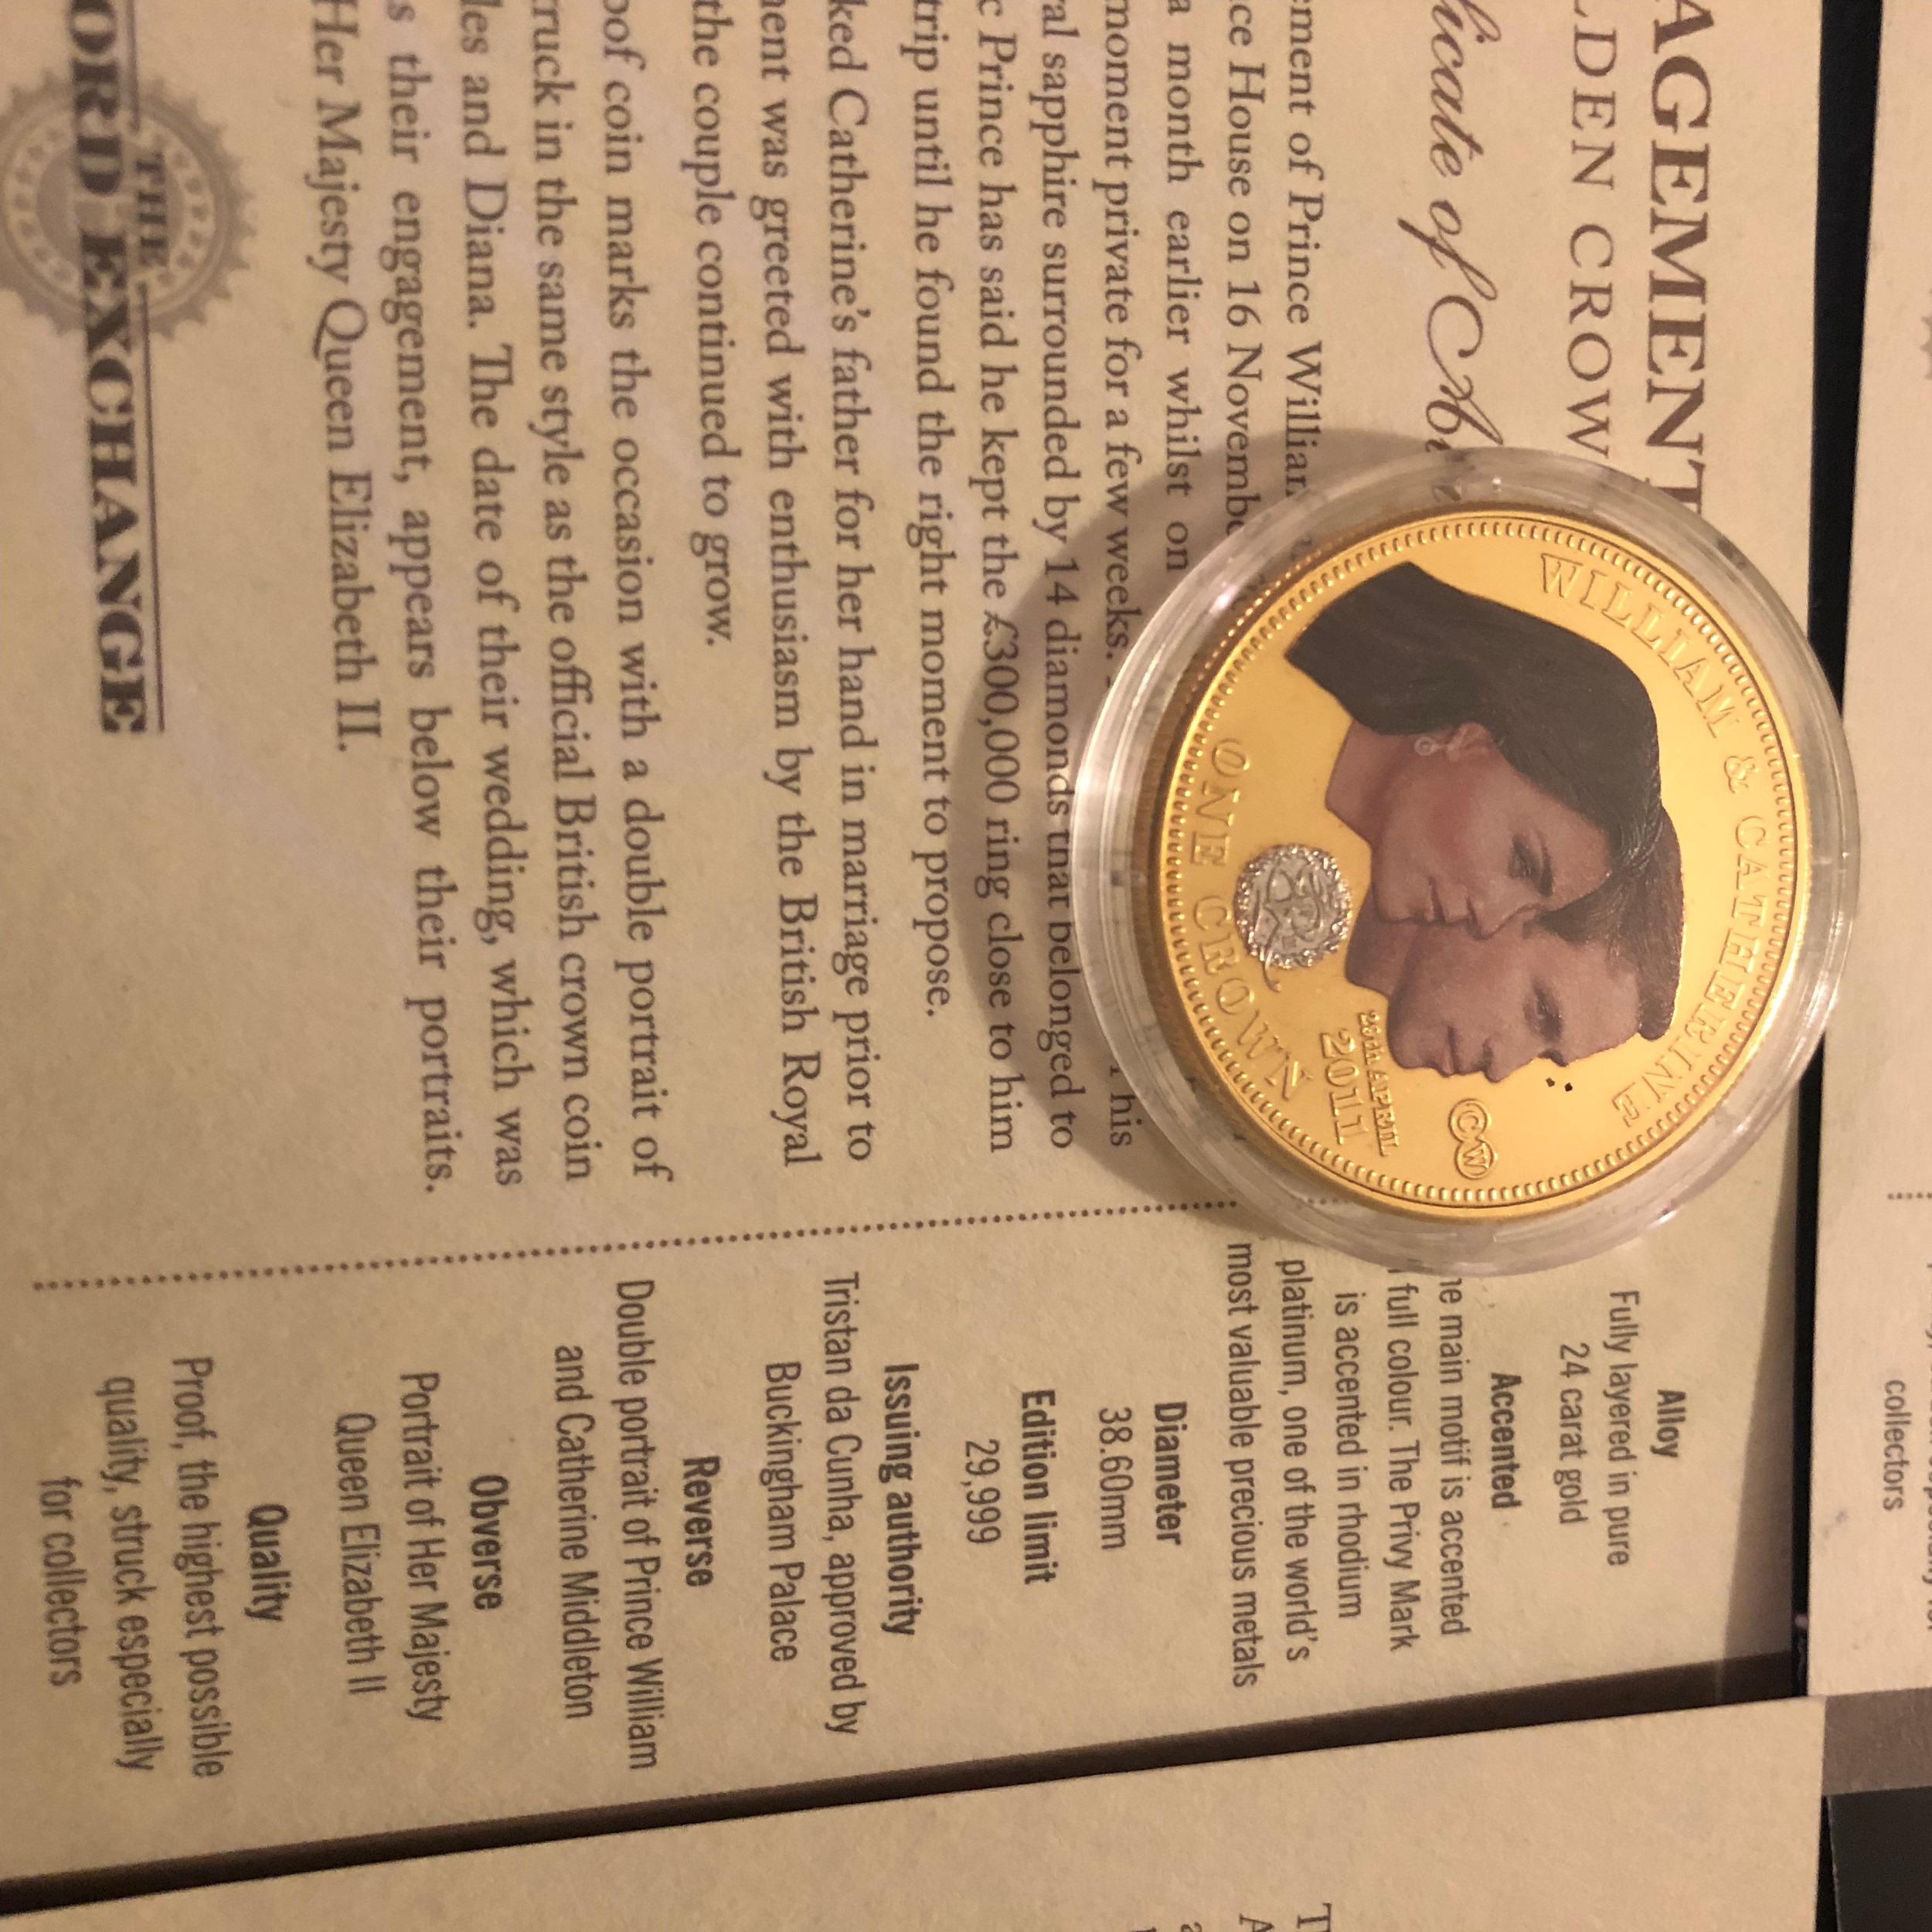 AGEMENT
LDEN CROW
icate of Au
ement of Prince William
ce House on 16 Novembe
a month earlier whilst on
moment private for a few weeks. his
ral sapphire surrounded by 14 diamonds that belonged to
c Prince has said he kept the £300,000 ring close to him
trip until he found the right moment to propose.
ked Catherine's father for her hand in marriage prior to
ment was greeted with enthusiasm by the British Royal
the couple continued to grow.
oof coin marks the occasion with a double portrait of
ruck in the same style as the official British crown coin
les and Diana. The date of their wedding, which was
s their engagement, appears below their portraits.
Her Majesty Queen Elizabeth II.
THE
ORD EXCHANGE
WILLIAM & CATHERINE
C W
29th APRIL
2011
ONE CROWN
Alloy
Fully layered in pure
24 carat gold
Accented
he main motif is accented
full colour. The Privy Mark
is accented in rhodium
platinum, one of the world's
most valuable precious metals
Diameter
38.60mm
Edition limit
29,999
Issuing authority
Tristan da Cunha, approved by
Buckingham Palace
Reverse
Double portrait of Prince William
and Catherine Middleton
Obverse
Portrait of Her Majesty
Queen Elizabeth II
Quality
Proof, the highest possible
quality, struck especially
for collectors
collectors